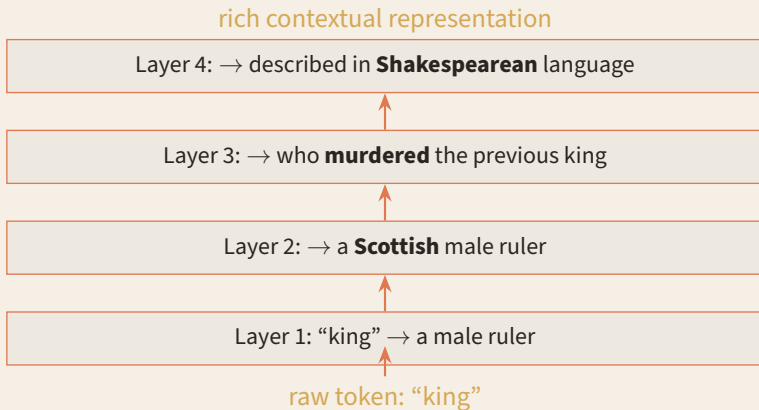 rich contextual representation
Layer 4: → described in Shakespearean language
Layer 3: → who murdered the previous king
Layer 2: → a Scottish male ruler
Layer 1: “king” → a male ruler
raw token: “king”